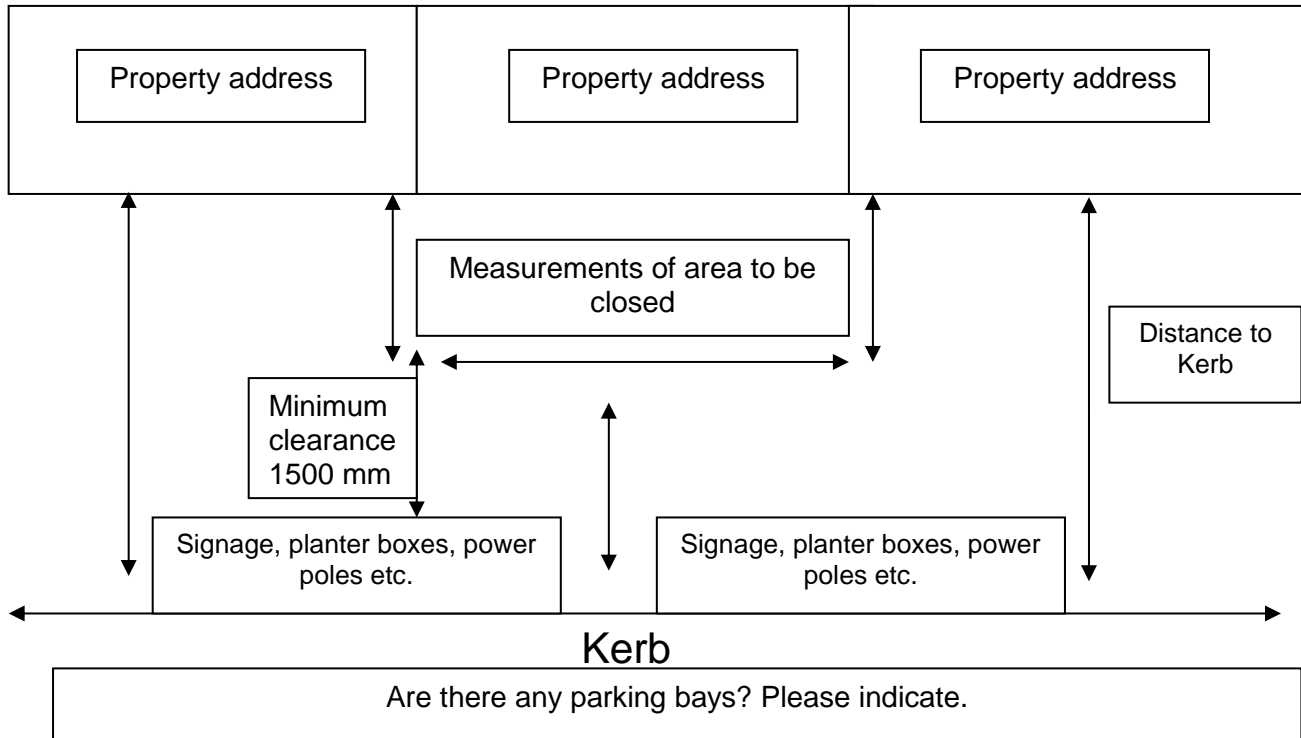 Property address
Property address
Property address
Measurements of area to be
closed
Distance to
Kerb
Minimum
clearance
1500 mm
Signage, planter boxes, power
poles etc.
Signage, planter boxes, power
poles etc.
Kerb
Are there any parking bays? Please indicate.